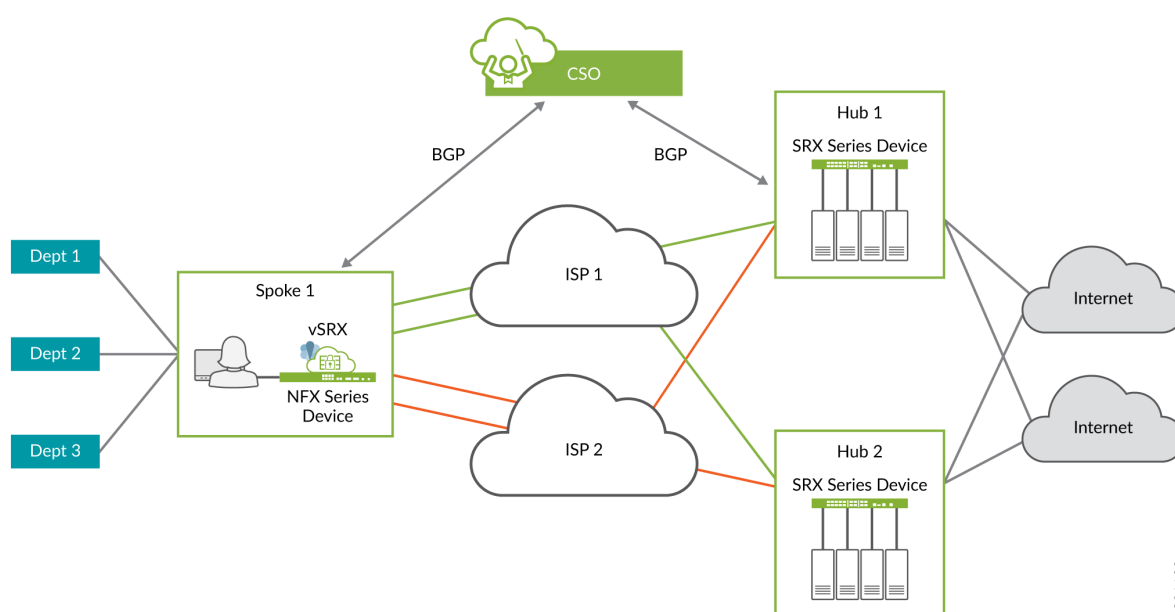 CSO
BGP
BGP
Hub 1
SRX Series Device
Dept 1
Dept 2
Dept 3
Spoke 1
vSRX
NFX Series
Device
ISP 1
ISP 2
Internet
Internet
Hub 2
SRX Series Device